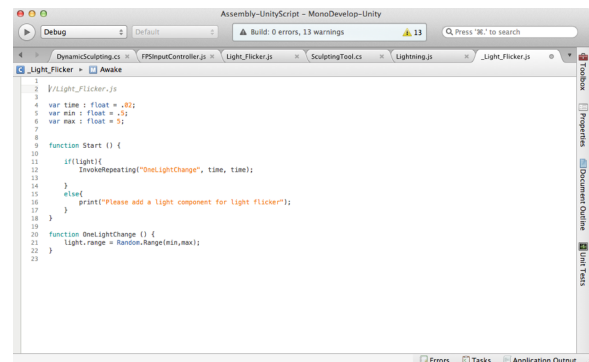 Assembly-UnityScript - MonoDevelop-Unity
Debug
Default
Build: 0 errors, 13 warnings
13
Press '⌘.' to search
DynamicSculpting.cs
FPSInputController.js
Light_Flicker.js
SculptingTool.cs
Lightning.js
_Light_Flicker.js
_Light_Flicker
Awake
1
2 //Light_Flicker.js
3
4 var time : float = .02;
5 var min : float = .5;
6 var max : float = 5;
7
8
9 function Start () {
10
11 if(light){
12 InvokeRepeating("OneLightChange", time, time);
13
14 }
15 else{
16 print("Please add a light component for light flicker");
17 }
18 }
19
20 function OneLightChange () {
21 light.range = Random.Range(min,max);
22 }
23
Toolbox
Properties
Document Outline
Unit Tests
Errors
Tasks
Application Output